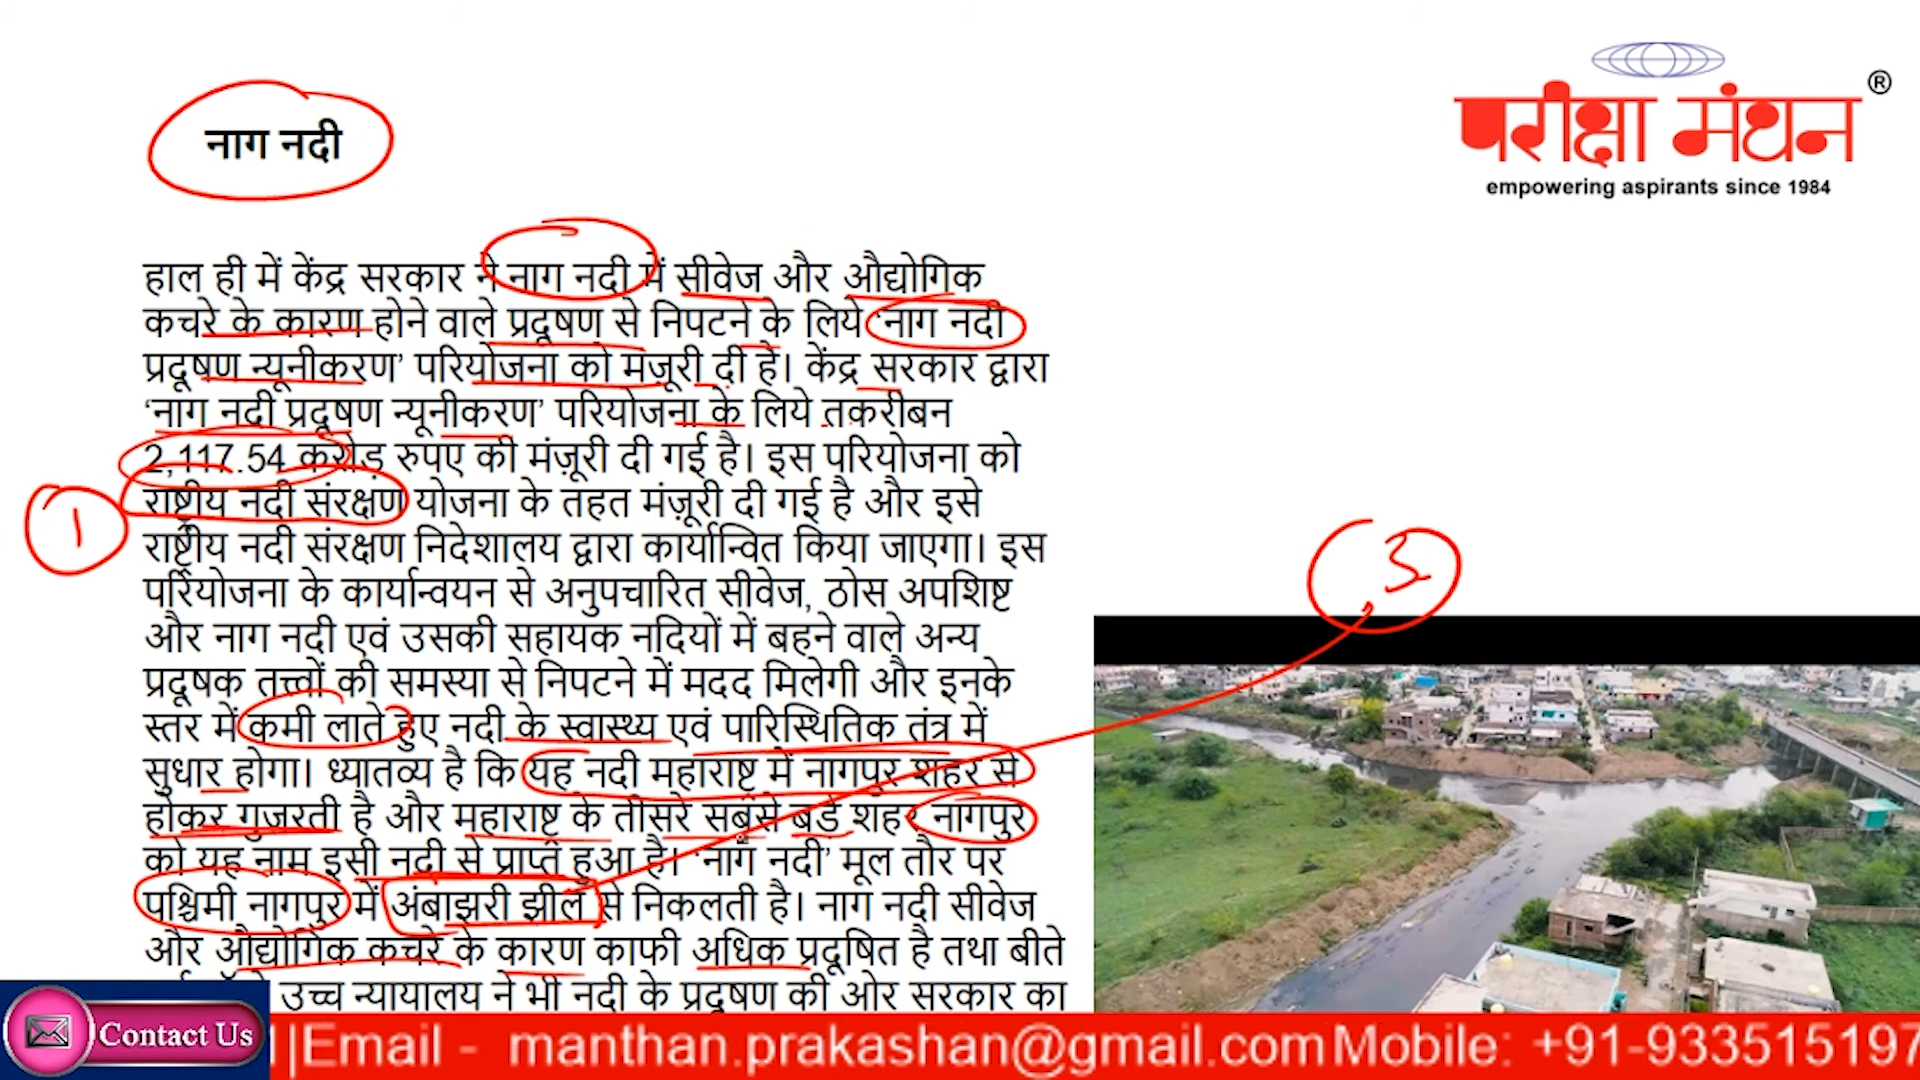 नाग नदी
परीक्षा मंथन®
empowering aspirants since 1984
हाल ही में केंद्र सरकार ने नाग नदी में सीवेज और औद्योगिक
कचरे के कारण होने वाले प्रदूषण से निपटने के लिये ‘नाग नदी
प्रदूषण न्यूनीकरण’ परियोजना को मंजूरी दी है। केंद्र सरकार द्वारा
‘नाग नदी प्रदूषण न्यूनीकरण’ परियोजना के लिये तकरीबन
2,117.54 करोड़ रुपए की मंज़ूरी दी गई है। इस परियोजना को
राष्ट्रीय नदी संरक्षण योजना के तहत मंज़ूरी दी गई है और इसे
राष्ट्रीय नदी संरक्षण निदेशालय द्वारा कार्यान्वित किया जाएगा। इस
परियोजना के कार्यान्वयन से अनुपचारित सीवेज, ठोस अपशिष्ट
और नाग नदी एवं उसकी सहायक नदियों में बहने वाले अन्य
प्रदूषक तत्त्वों की समस्या से निपटने में मदद मिलेगी और इनके
स्तर में कमी लाते हुए नदी के स्वास्थ्य एवं पारिस्थितिक तंत्र में
सुधार होगा। ध्यातव्य है कि यह नदी महाराष्ट्र में नागपुर शहर से
होकर गुजरती है और महाराष्ट्र के तीसरे सबसे बड़े शहर नागपुर
को यह नाम इसी नदी से प्राप्त हुआ है। ‘नाग नदी’ मूल तौर पर
पश्चिमी नागपुर में अंबाझरी झील से निकलती है। नाग नदी सीवेज
और औद्योगिक कचरे के कारण काफी अधिक प्रदूषित है तथा बीते
उच्च न्यायालय ने भी नदी के प्रदूषण की ओर सरकार का
1
3
Contact Us
||Email - manthan.prakashan@gmail.com Mobile: +91-933515197